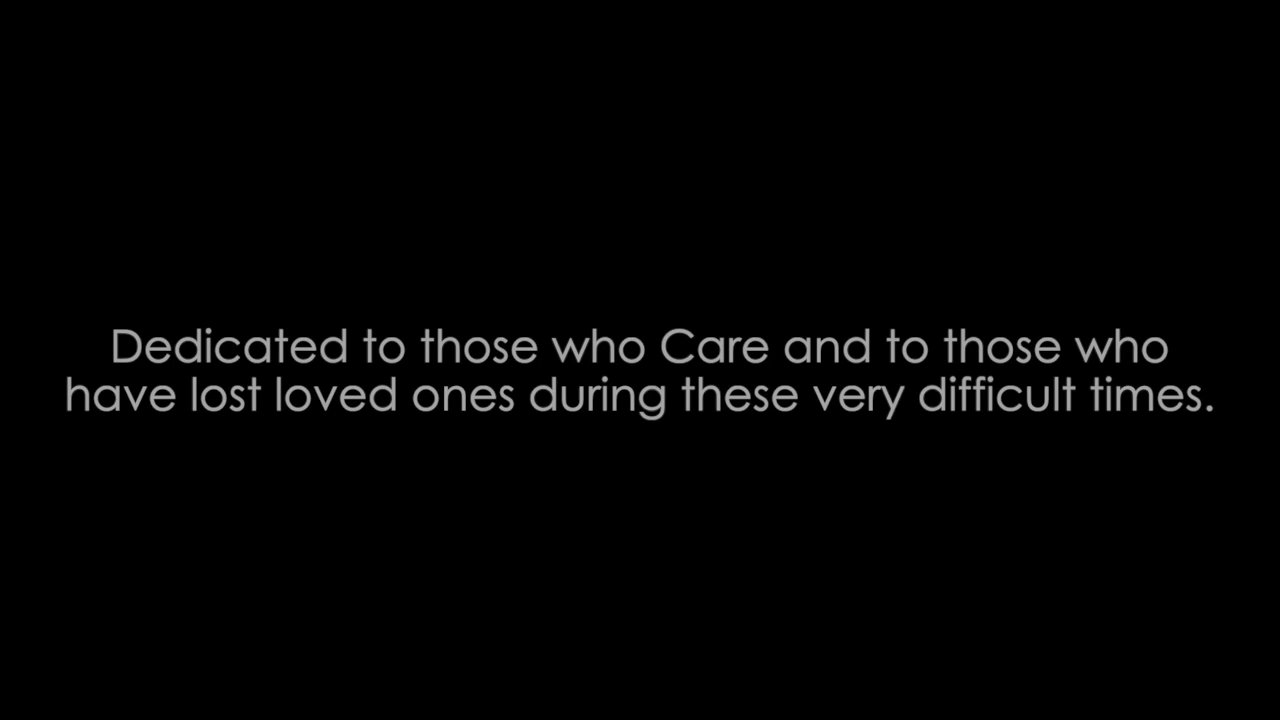 Dedicated to those who Care and to those who
have lost loved ones during these very difficult times.